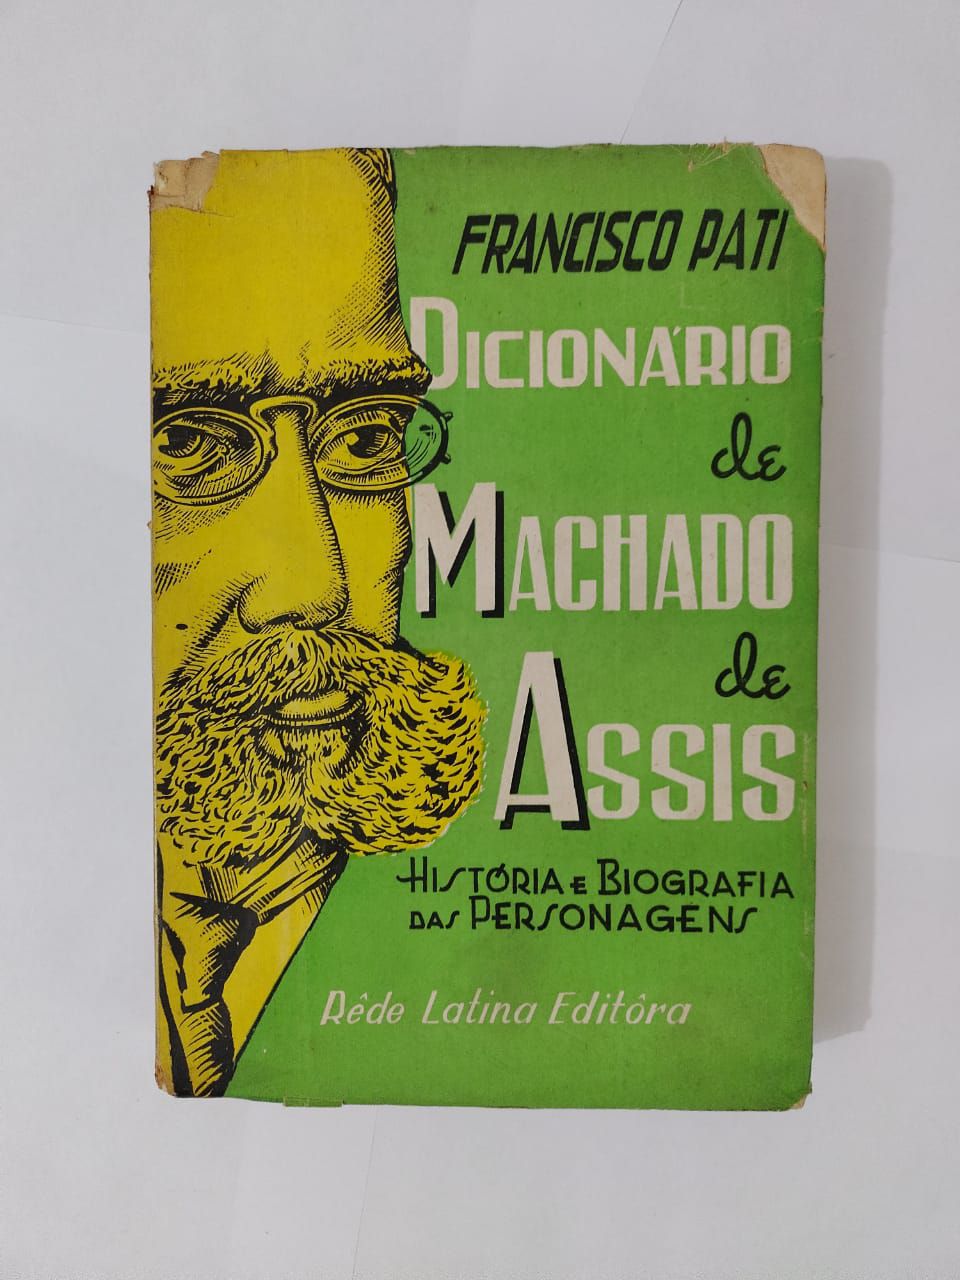 FRANCISCO PATI
DICIONÁRIO
de
MACHADO
de
ASSIS
HISTÓRIA E BIOGRAFIA
DAS PERSONAGENS
Rêde Latina Editôra